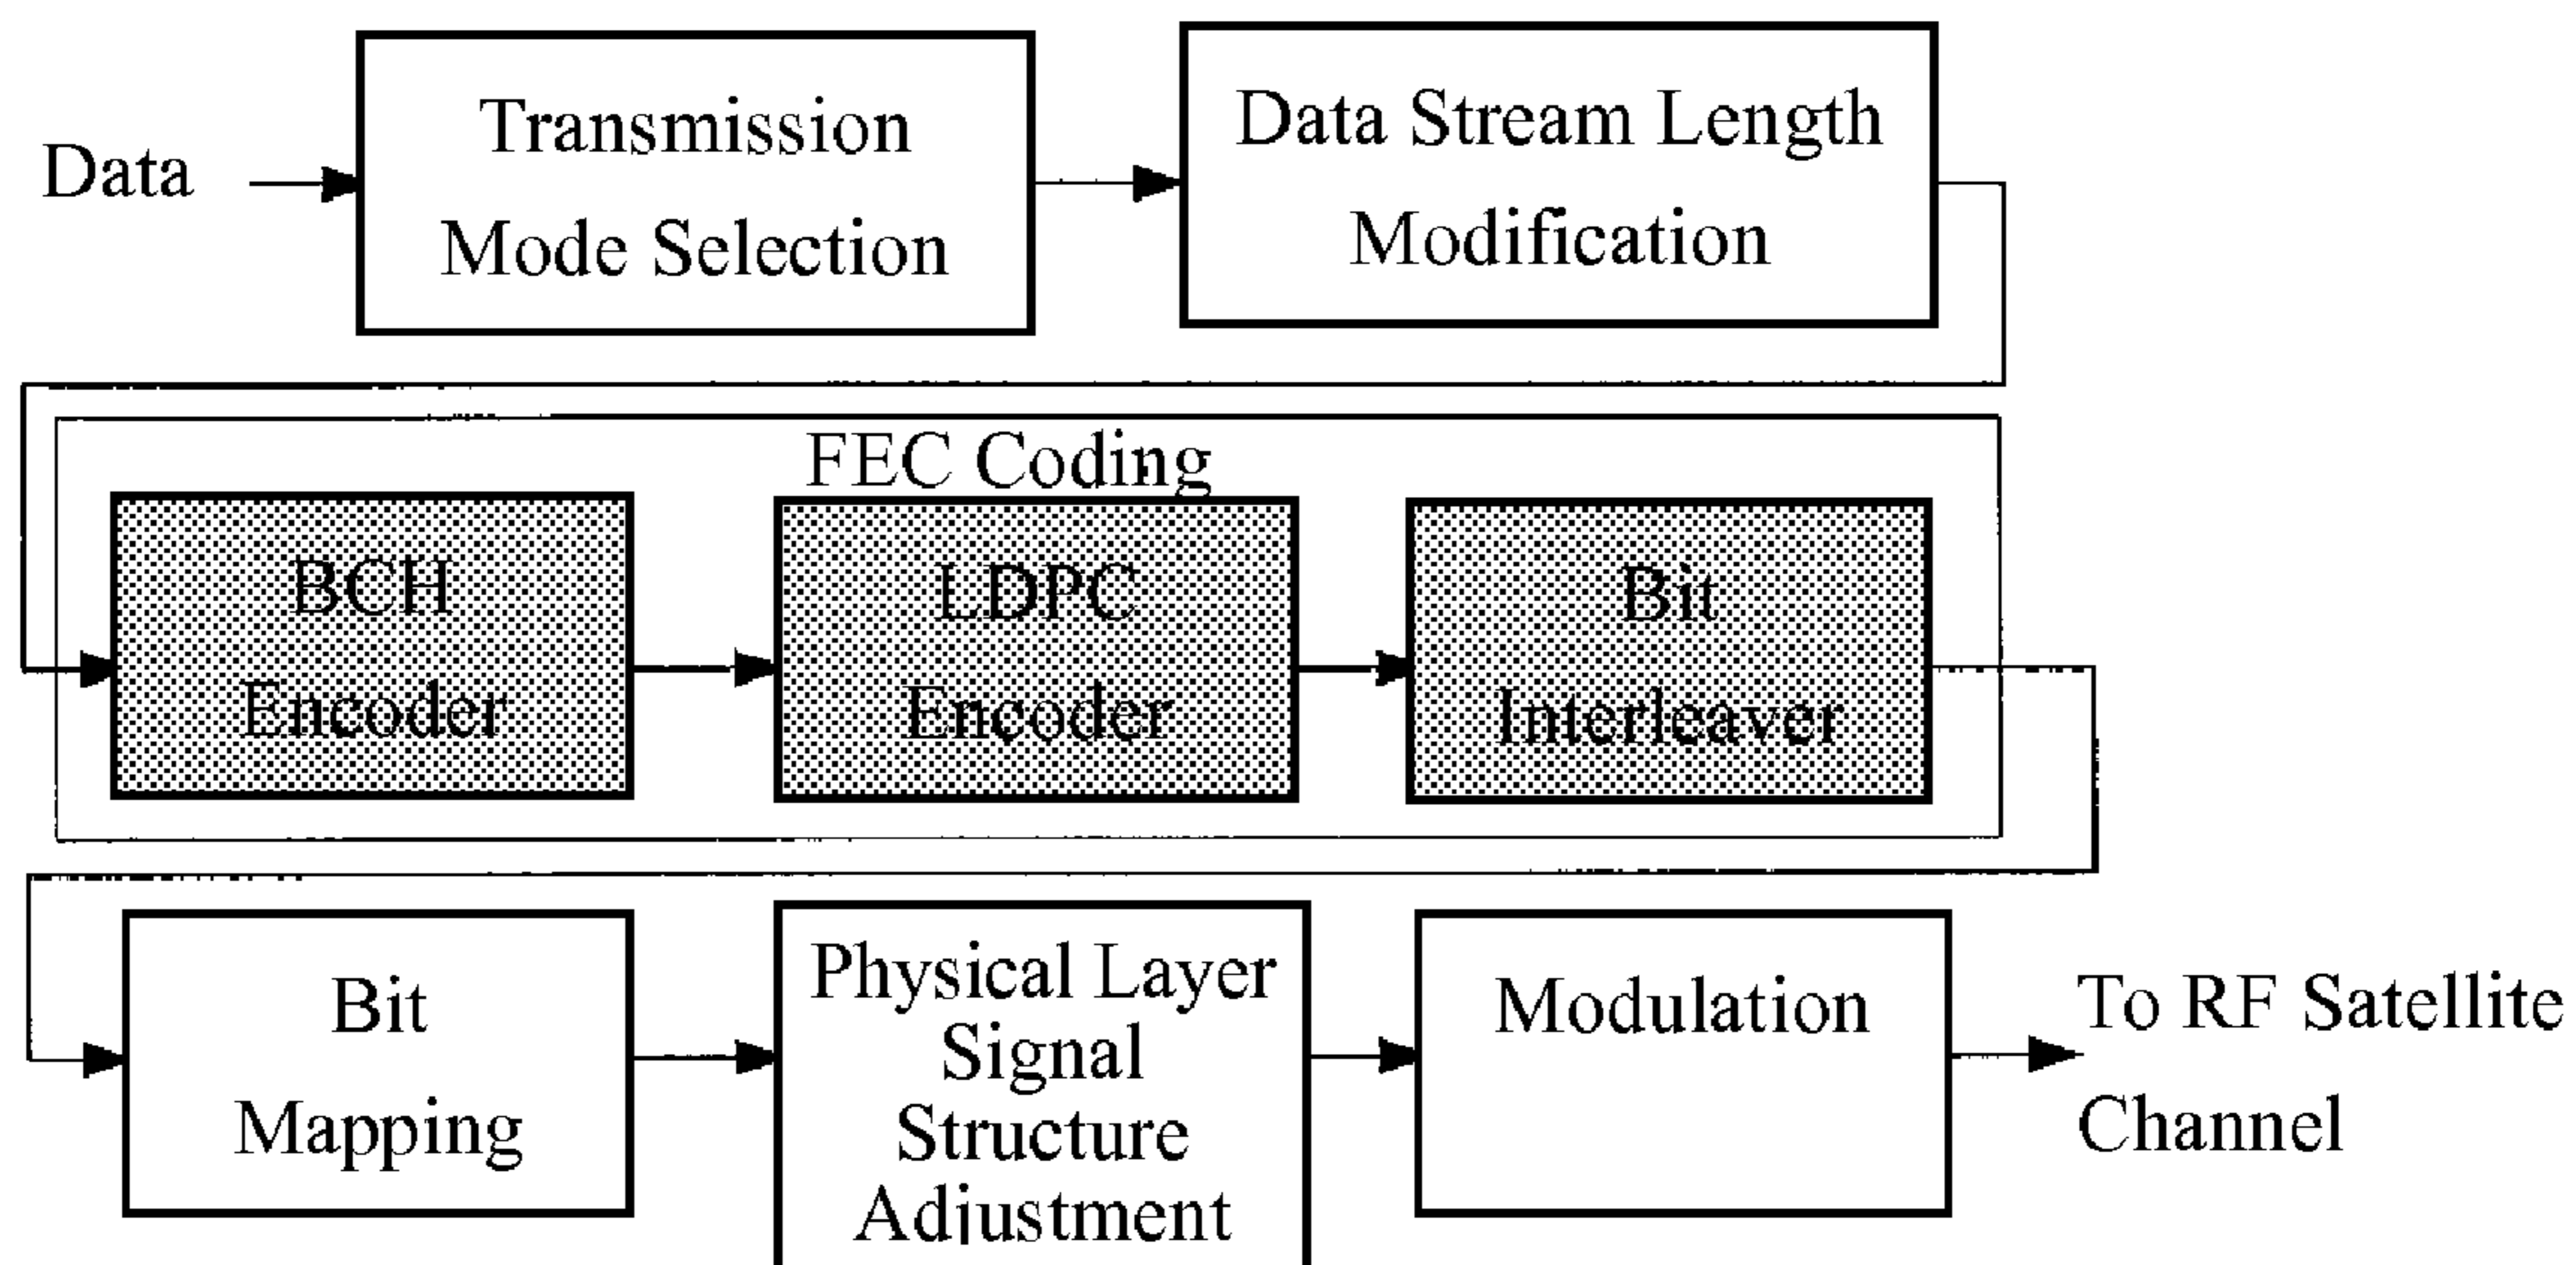 Data
Transmission
Mode Selection
Data Stream Length
Modification
FEC Coding
BCH
Encoder
LDPC
Encoder
Bit
Interleaver
Bit
Mapping
Physical Layer
Signal
Structure
Adjustment
Modulation
To RF Satellite
Channel